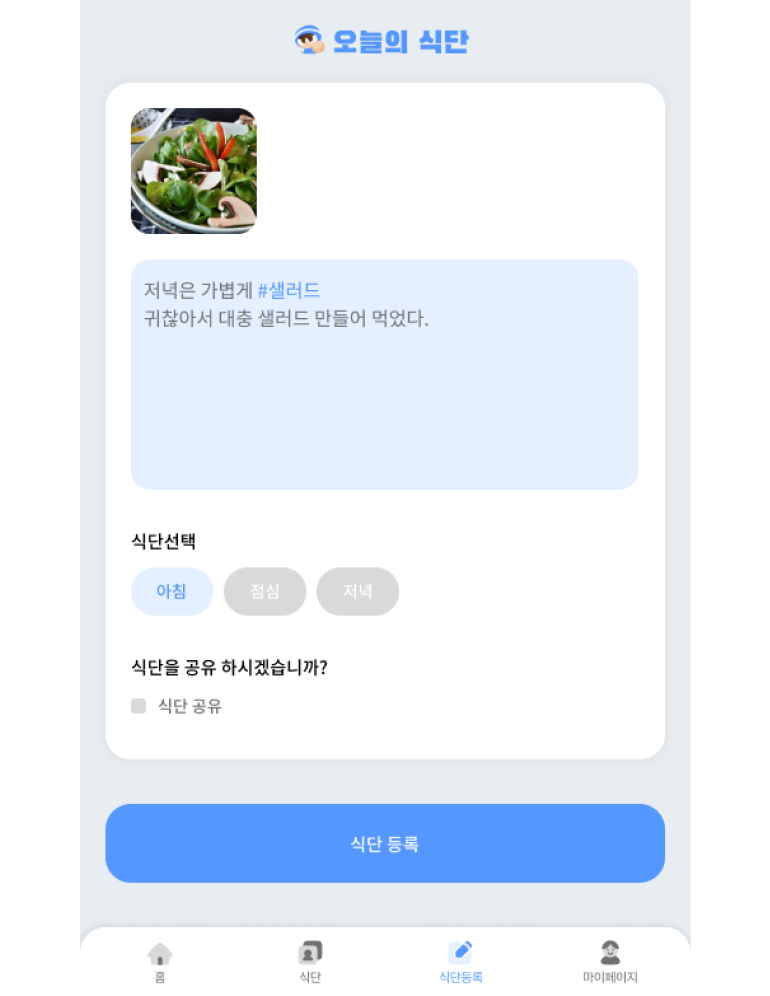 오늘의 식단
저녁은 가볍게 #샐러드
귀찮아서 대충 샐러드 만들어 먹었다.
식단선택
아침 점심 저녁
식단을 공유 하시겠습니까?
식단 공유
식단 등록
홈 식단 식단등록 마이페이지